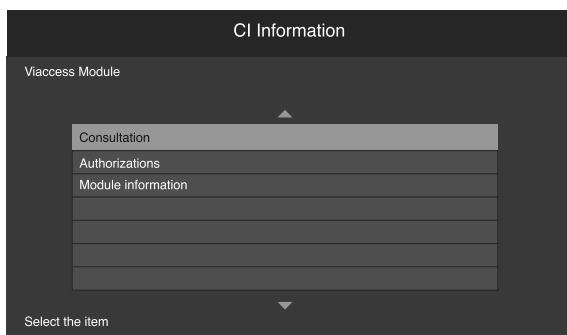 CI Information
Viaccess Module
Consultation
Authorizations
Module information
Select the item